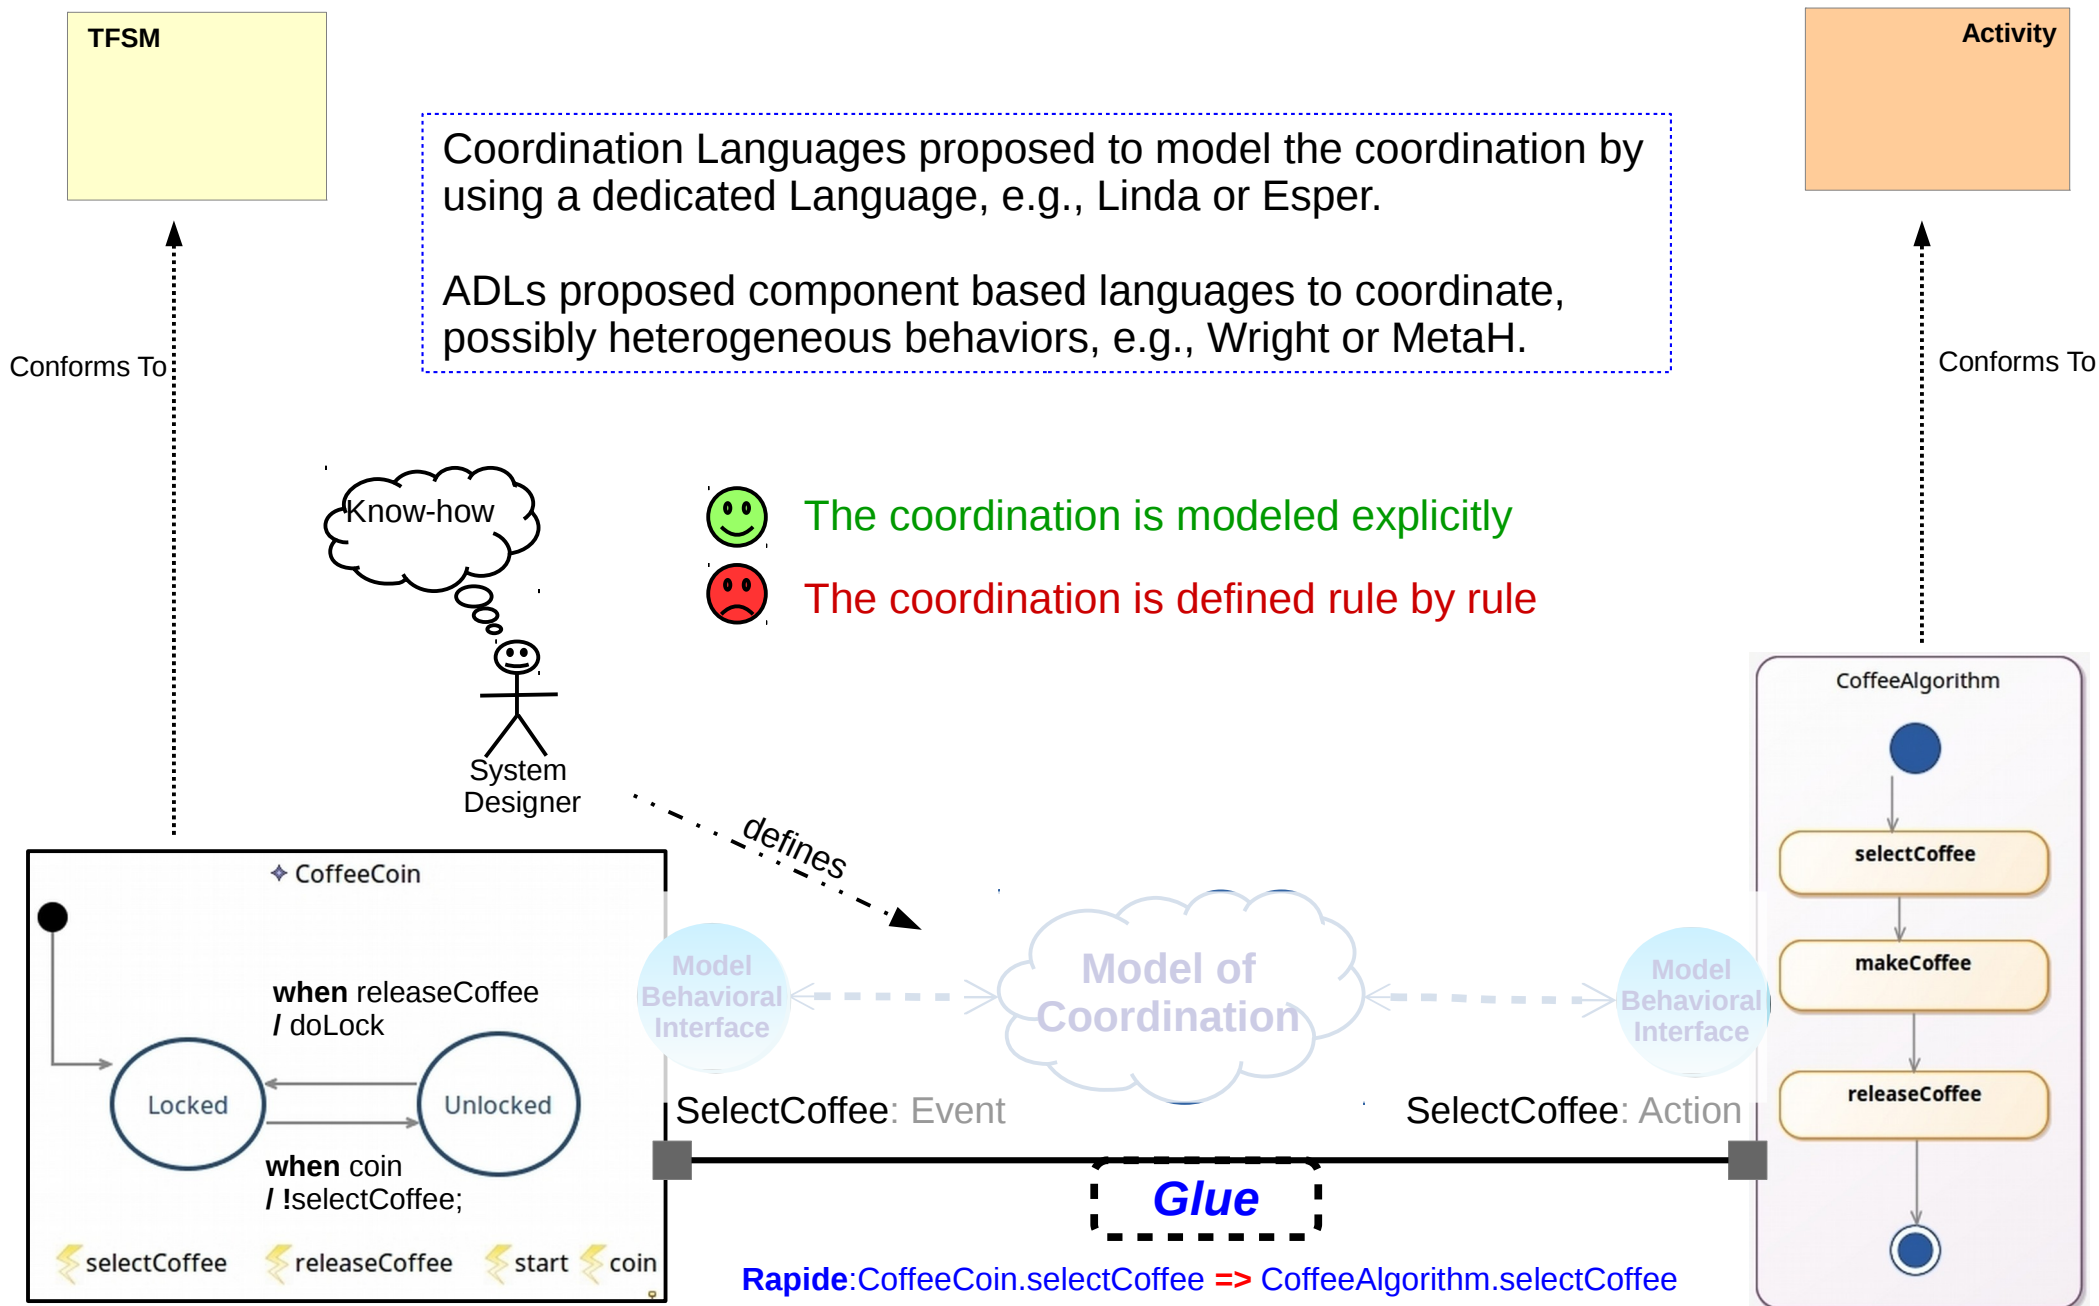 TFSM
Activity
Coordination Languages proposed to model the coordination by
using a dedicated Language, e.g., Linda or Esper.
ADLs proposed component based languages to coordinate,
possibly heterogeneous behaviors, e.g., Wright or MetaH.
Conforms To
Conforms To
Know-how
The coordination is modeled explicitly
The coordination is defined rule by rule
System
Designer
defines
CoffeeAlgorithm
selectCoffee
makeCoffee
releaseCoffee
CoffeeCoin
when releaseCoffee
/ doLock
Locked
Unlocked
when coin
/ !selectCoffee;
selectCoffee
releaseCoffee
start
coin
Model
Behavioral
Interface
Model of
Coordination
Model
Behavioral
Interface
SelectCoffee: Event
SelectCoffee: Action
Glue
Rapide:CoffeeCoin.selectCoffee => CoffeeAlgorithm.selectCoffee